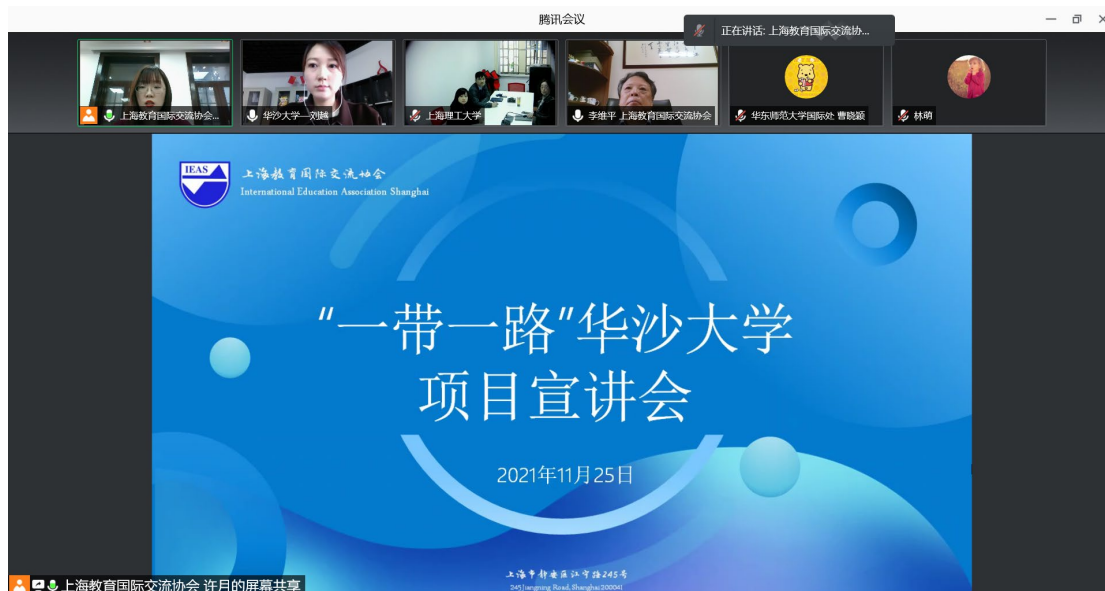 腾讯会议
正在讲话: 上海教育国际交流协...
上海教育国际交流协会...
华沙大学—刘越
上海理工大学
李维平 上海教育国际交流协会
华东师范大学国际处 曹晓颖
林萌
IEAS
上海教育国际交流协会
International Education Association Shanghai
“一带一路”华沙大学
项目宣讲会
2021年11月25日
上海市静安区江宁路245号
245 Jiangning Road, Shanghai 200041
上海教育国际交流协会 许月的屏幕共享